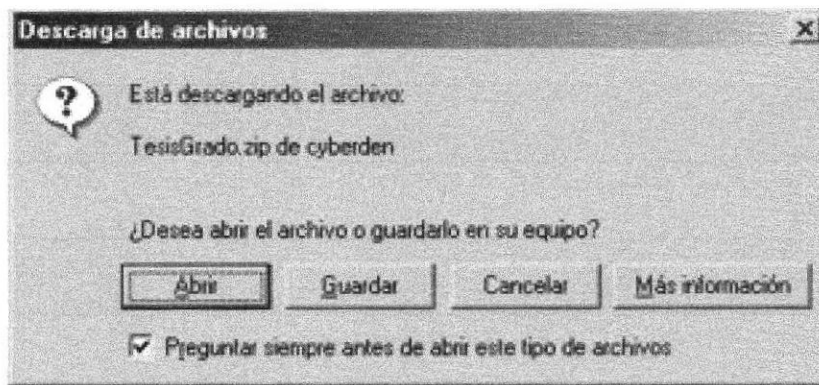 Descarga de archivos
Está descargando el archivo:
TesisGrado.zip de cyberden
¿Desea abrir el archivo o guardarlo en su equipo?
Abrir Guardar Cancelar Más información
Preguntar siempre antes de abrir este tipo de archivos